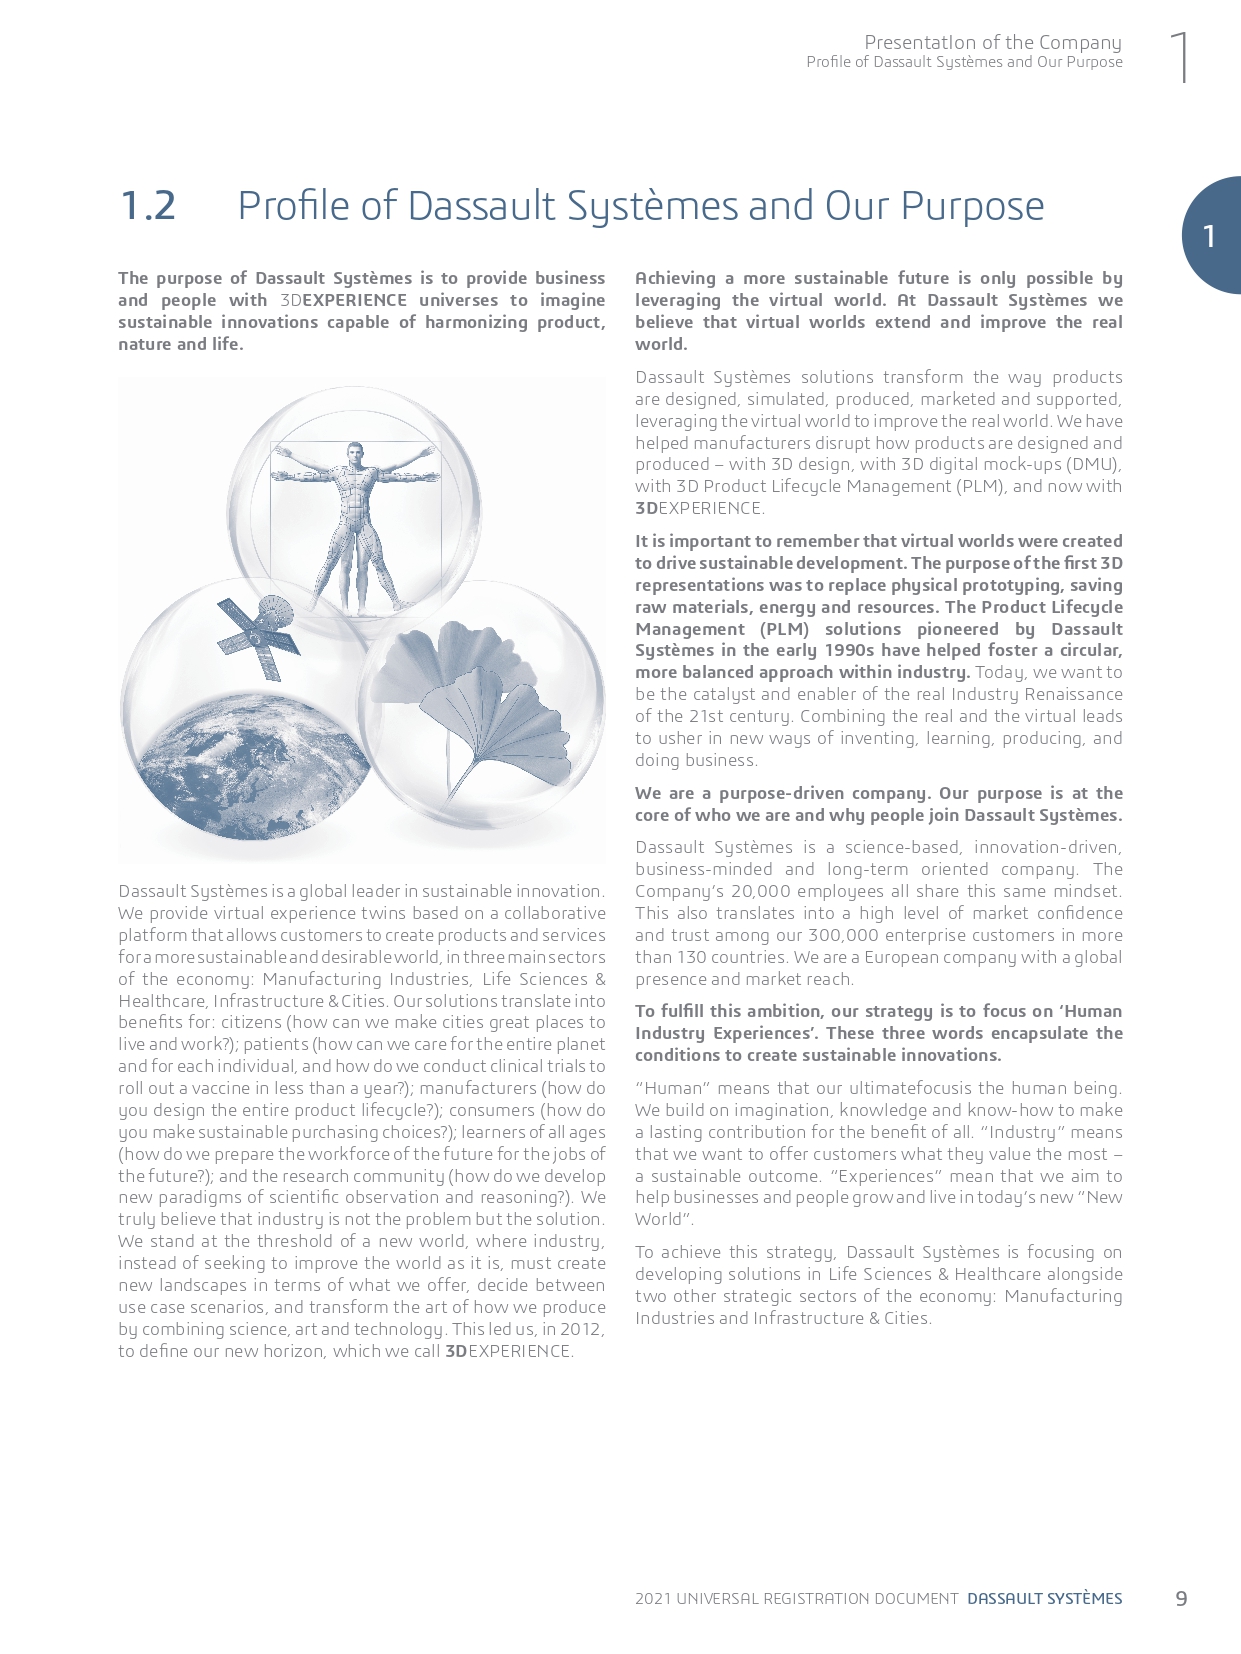 PresentatIon of the Company
Profile of Dassault Systèmes and Our Purpose
1
1.2 Profile of Dassault Systèmes and Our Purpose
1
The purpose of Dassault Systèmes is to provide business
and people with 3DEXPERIENCE universes to imagine
sustainable innovations capable of harmonizing product,
nature and life.
Dassault Systèmes is a global leader in sustainable innovation.
We provide virtual experience twins based on a collaborative
platform that allows customers to create products and services
for a more sustainable and desirable world, in three main sectors
of the economy: Manufacturing Industries, Life Sciences &
Healthcare, Infrastructure & Cities. Our solutions translate into
benefits for: citizens (how can we make cities great places to
live and work?); patients (how can we care for the entire planet
and for each individual, and how do we conduct clinical trials to
roll out a vaccine in less than a year?); manufacturers (how do
you design the entire product lifecycle?); consumers (how do
you make sustainable purchasing choices?); learners of all ages
(how do we prepare the workforce of the future for the jobs of
the future?); and the research community (how do we develop
new paradigms of scientific observation and reasoning?). We
truly believe that industry is not the problem but the solution.
We stand at the threshold of a new world, where industry,
instead of seeking to improve the world as it is, must create
new landscapes in terms of what we offer, decide between
use case scenarios, and transform the art of how we produce
by combining science, art and technology. This led us, in 2012,
to define our new horizon, which we call 3DEXPERIENCE.
Achieving a more sustainable future is only possible by
leveraging the virtual world. At Dassault Systèmes we
believe that virtual worlds extend and improve the real
world.
Dassault Systèmes solutions transform the way products
are designed, simulated, produced, marketed and supported,
leveraging the virtual world to improve the real world. We have
helped manufacturers disrupt how products are designed and
produced – with 3D design, with 3D digital mock-ups (DMU),
with 3D Product Lifecycle Management (PLM), and now with
3DEXPERIENCE.
It is important to remember that virtual worlds were created
to drive sustainable development. The purpose of the first 3D
representations was to replace physical prototyping, saving
raw materials, energy and resources. The Product Lifecycle
Management (PLM) solutions pioneered by Dassault
Systèmes in the early 1990s have helped foster a circular,
more balanced approach within industry. Today, we want to
be the catalyst and enabler of the real Industry Renaissance
of the 21st century. Combining the real and the virtual leads
to usher in new ways of inventing, learning, producing, and
doing business.
We are a purpose-driven company. Our purpose is at the
core of who we are and why people join Dassault Systèmes.
Dassault Systèmes is a science-based, innovation-driven,
business-minded and long-term oriented company. The
Company’s 20,000 employees all share this same mindset.
This also translates into a high level of market confidence
and trust among our 300,000 enterprise customers in more
than 130 countries. We are a European company with a global
presence and market reach.
To fulfill this ambition, our strategy is to focus on ‘Human
Industry Experiences’. These three words encapsulate the
conditions to create sustainable innovations.
“Human” means that our ultimatefocusis the human being.
We build on imagination, knowledge and know-how to make
a lasting contribution for the benefit of all. “Industry” means
that we want to offer customers what they value the most –
a sustainable outcome. “Experiences” mean that we aim to
help businesses and people grow and live in today’s new “New
World”.
To achieve this strategy, Dassault Systèmes is focusing on
developing solutions in Life Sciences & Healthcare alongside
two other strategic sectors of the economy: Manufacturing
Industries and Infrastructure & Cities.
2021 UNIVERSAL REGISTRATION DOCUMENT DASSAULT SYSTÈMES 9